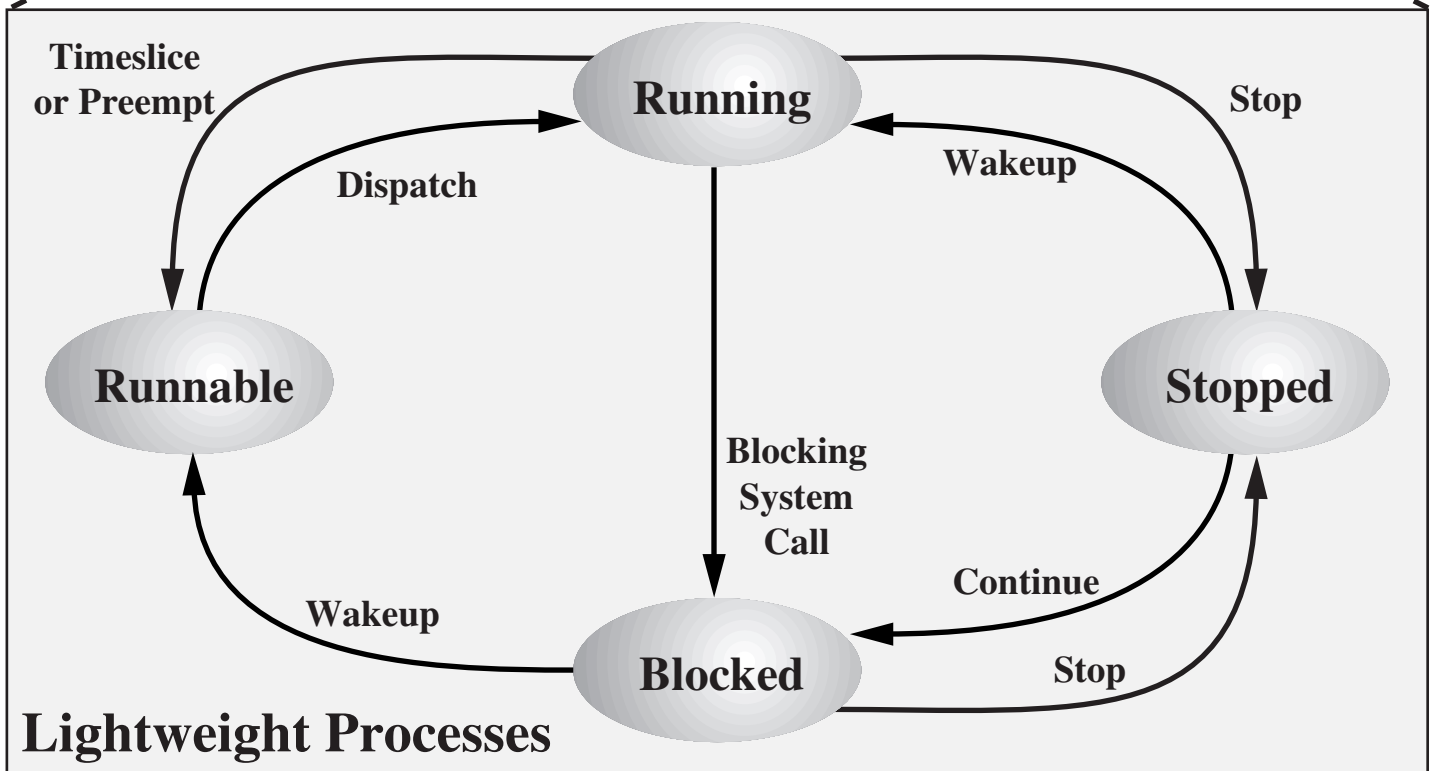 Timeslice
or Preempt
Running
Stop
Wakeup
Dispatch
Runnable
Stopped
Blocking
System
Call
Continue
Wakeup
Blocked
Stop
Lightweight Processes